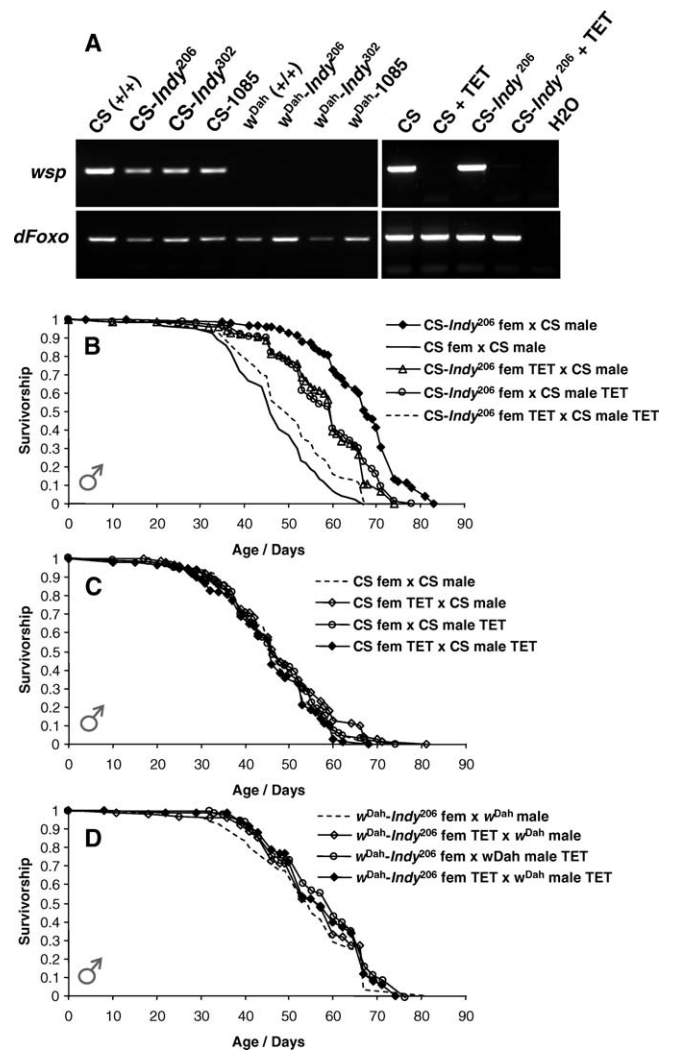 A
CS (+/+)
CS-Indy206
CS-Indy302
CS-1085
wDah (+/+)
wDah-Indy206
wDah-Indy302
wDah-1085
CS
CS + TET
CS-Indy206
CS-Indy206 + TET
H2O
wsp
dFoxo
B
♂
Survivorship
1
0.9
0.8
0.7
0.6
0.5
0.4
0.3
0.2
0.1
0
0 10 20 30 40 50 60 70 80 90
Age / Days
CS-Indy206 fem x CS male
CS fem x CS male
CS-Indy206 fem TET x CS male
CS-Indy206 fem x CS male TET
CS-Indy206 fem TET x CS male TET
C
♂
Survivorship
1
0.9
0.8
0.7
0.6
0.5
0.4
0.3
0.2
0.1
0
0 10 20 30 40 50 60 70 80 90
Age / Days
CS fem x CS male
CS fem TET x CS male
CS fem x CS male TET
CS fem TET x CS male TET
D
♂
Survivorship
1
0.9
0.8
0.7
0.6
0.5
0.4
0.3
0.2
0.1
0
0 10 20 30 40 50 60 70 80 90
Age / Days
wDah-Indy206 fem x wDah male
wDah-Indy206 fem TET x wDah male
wDah-Indy206 fem x wDah male TET
wDah-Indy206 fem TET x wDah male TET